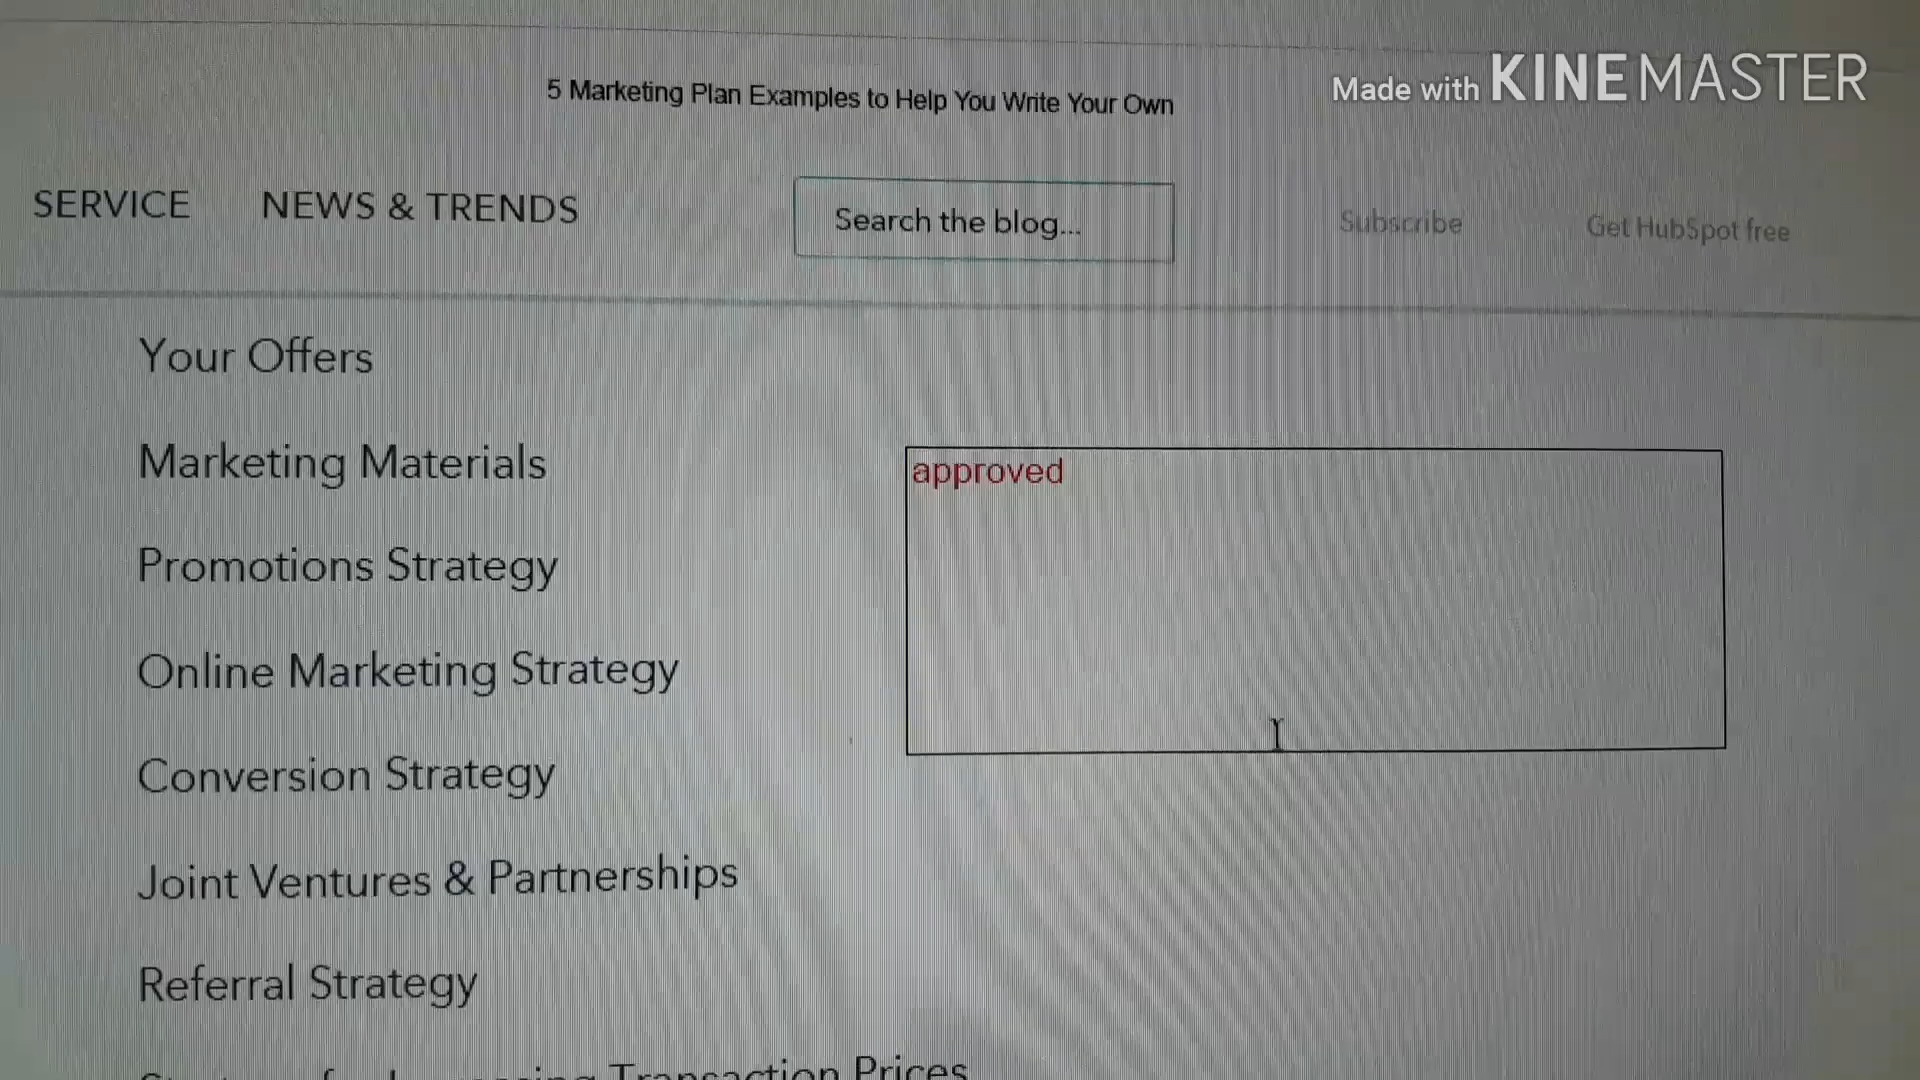 5 Marketing Plan Examples to Help You Write Your Own
Made with KINEMASTER
SERVICE NEWS & TRENDS Search the blog... Subscribe Get HubSpot free
Your Offers
Marketing Materials
approved
Promotions Strategy
Online Marketing Strategy
Conversion Strategy
Joint Ventures & Partnerships
Referral Strategy
Transaction Prices